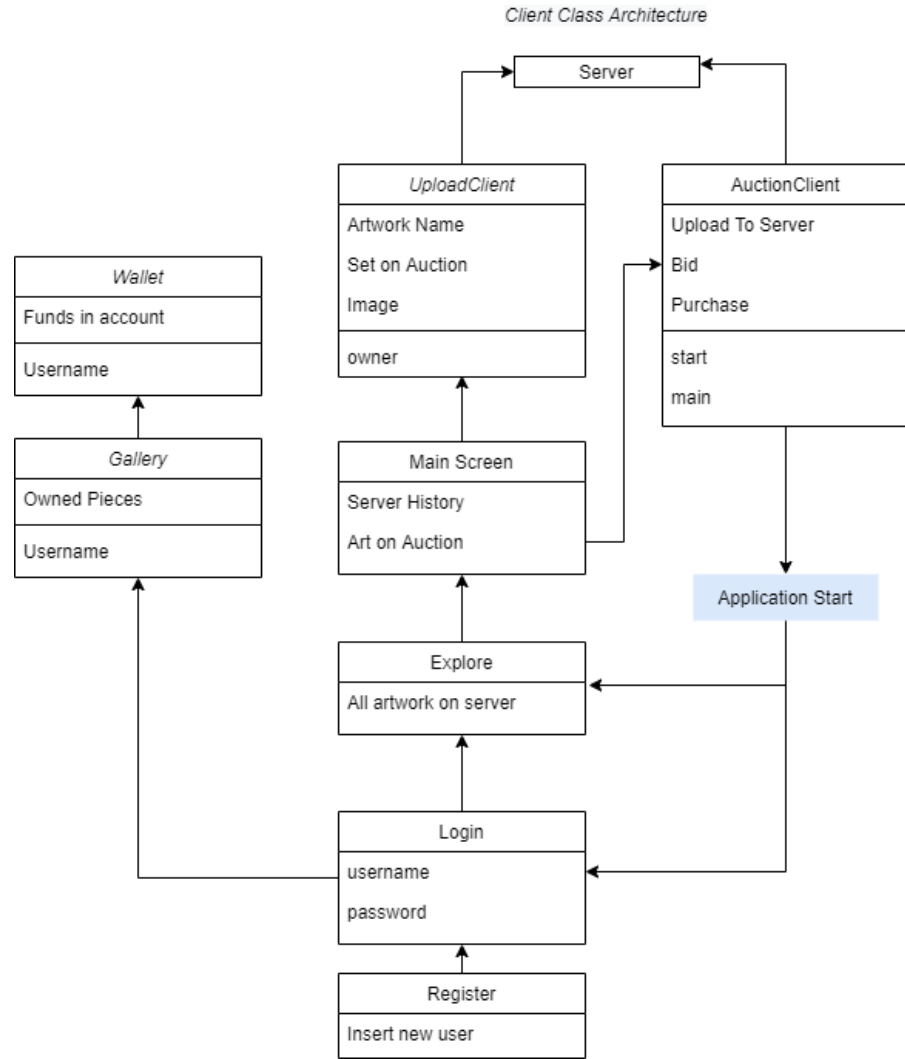 Client Class Architecture
Server
UploadClient
Artwork Name
Set on Auction
Image
owner
AuctionClient
Upload To Server
Bid
Purchase
start
main
Wallet
Funds in account
Username
Gallery
Owned Pieces
Username
Main Screen
Server History
Art on Auction
Application Start
Explore
All artwork on server
Login
username
password
Register
Insert new user